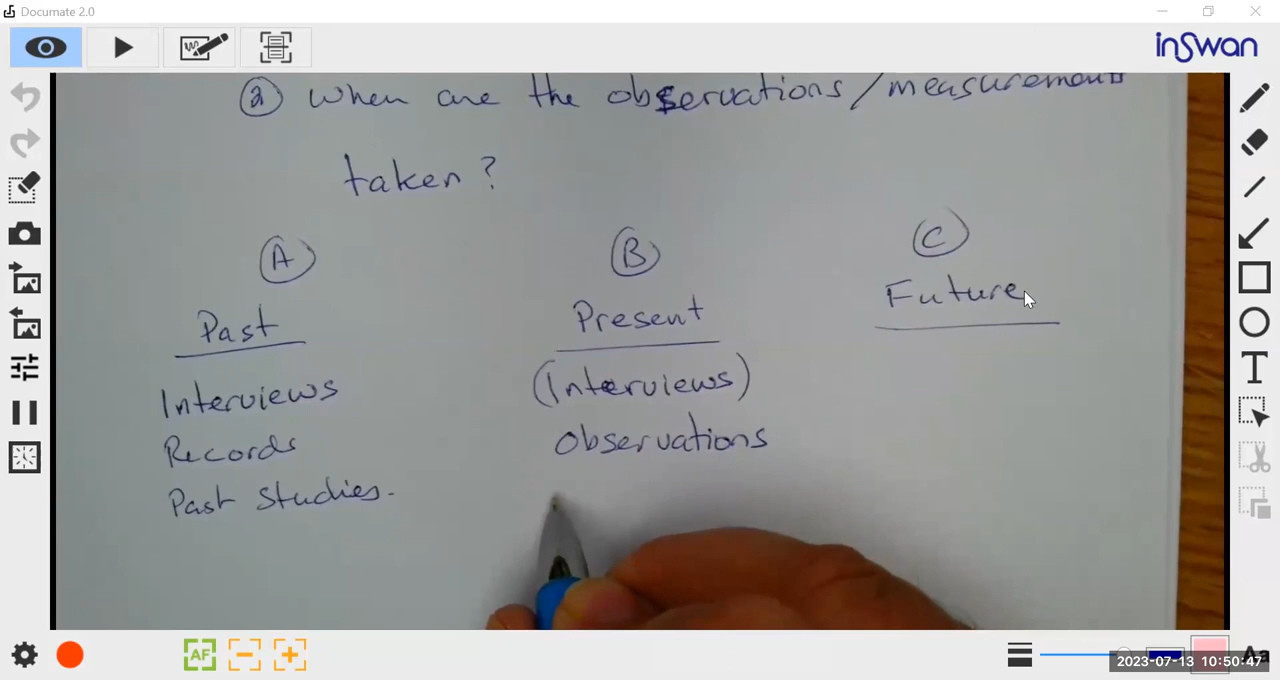 Documate 2.0
inSwan
2 When are the observations/measurements
taken?
A
Past
Interviews
Records
Past Studies.
B
Present
(Interviews)
Observations
C
Future
AF
T
Aa
2023-07-13 10:50:47